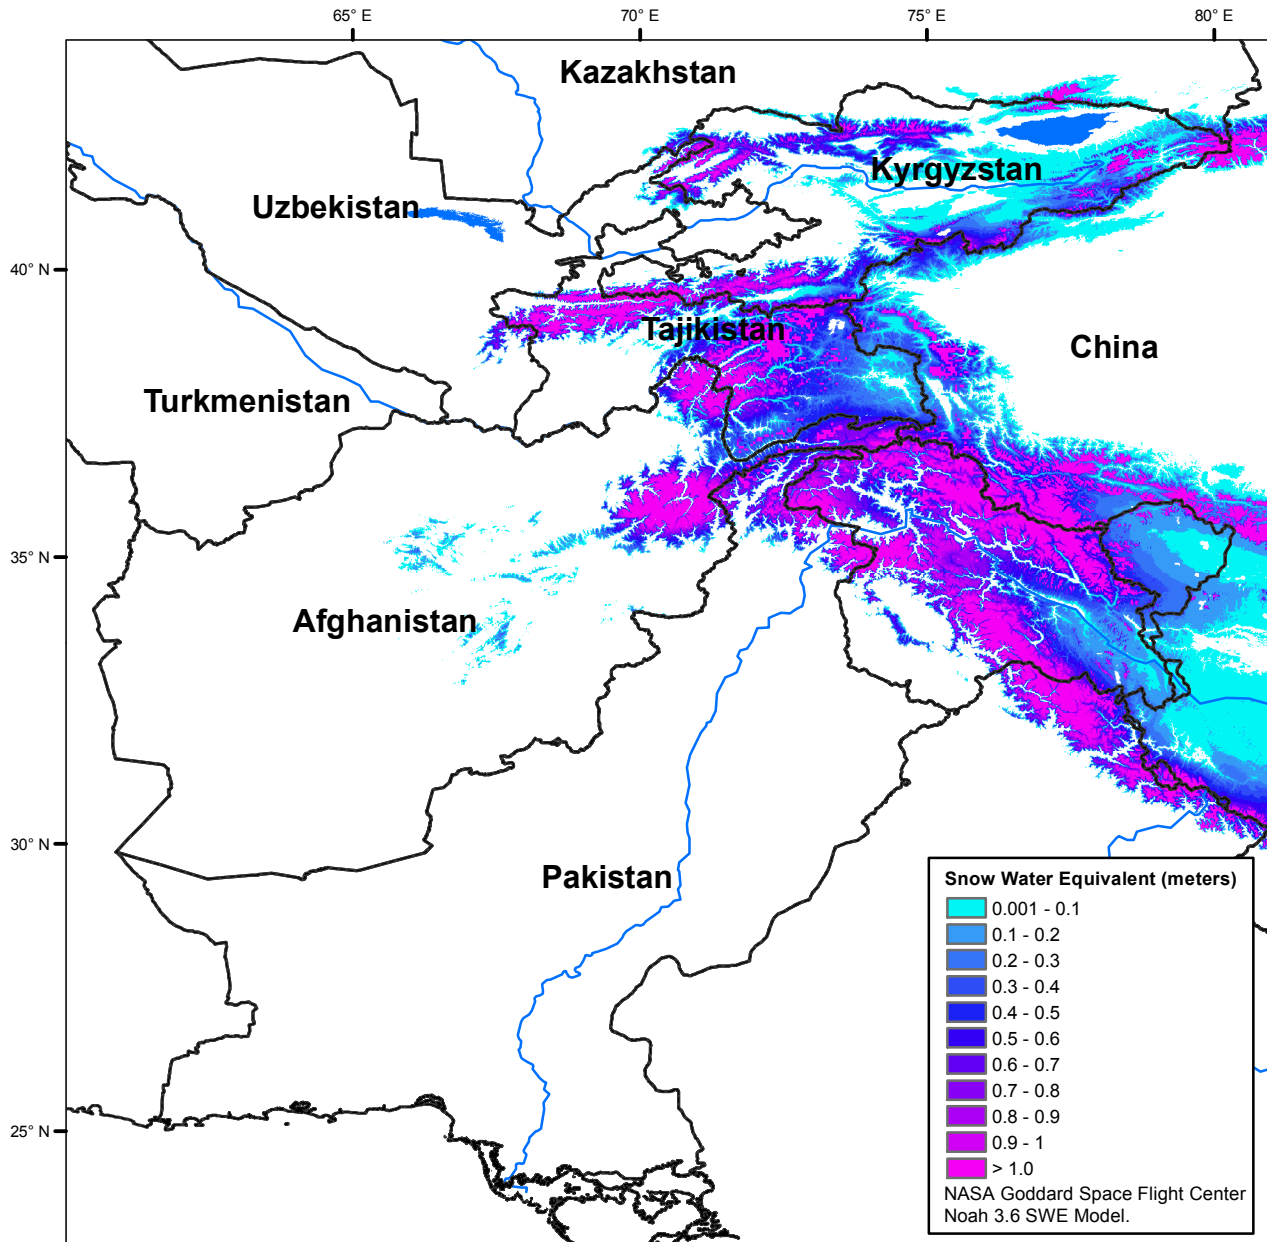 65° E
70° E
75° E
80° E
Kazakhstan
Kyrgyzstan
Uzbekistan
40° N
Tajikistan
China
Turkmenistan
35° N
Afghanistan
30° N
Pakistan
25° N
Snow Water Equivalent (meters)
0.001 - 0.1
0.1 - 0.2
0.2 - 0.3
0.3 - 0.4
0.4 - 0.5
0.5 - 0.6
0.6 - 0.7
0.7 - 0.8
0.8 - 0.9
0.9 - 1
> 1.0
NASA Goddard Space Flight Center
Noah 3.6 SWE Model.